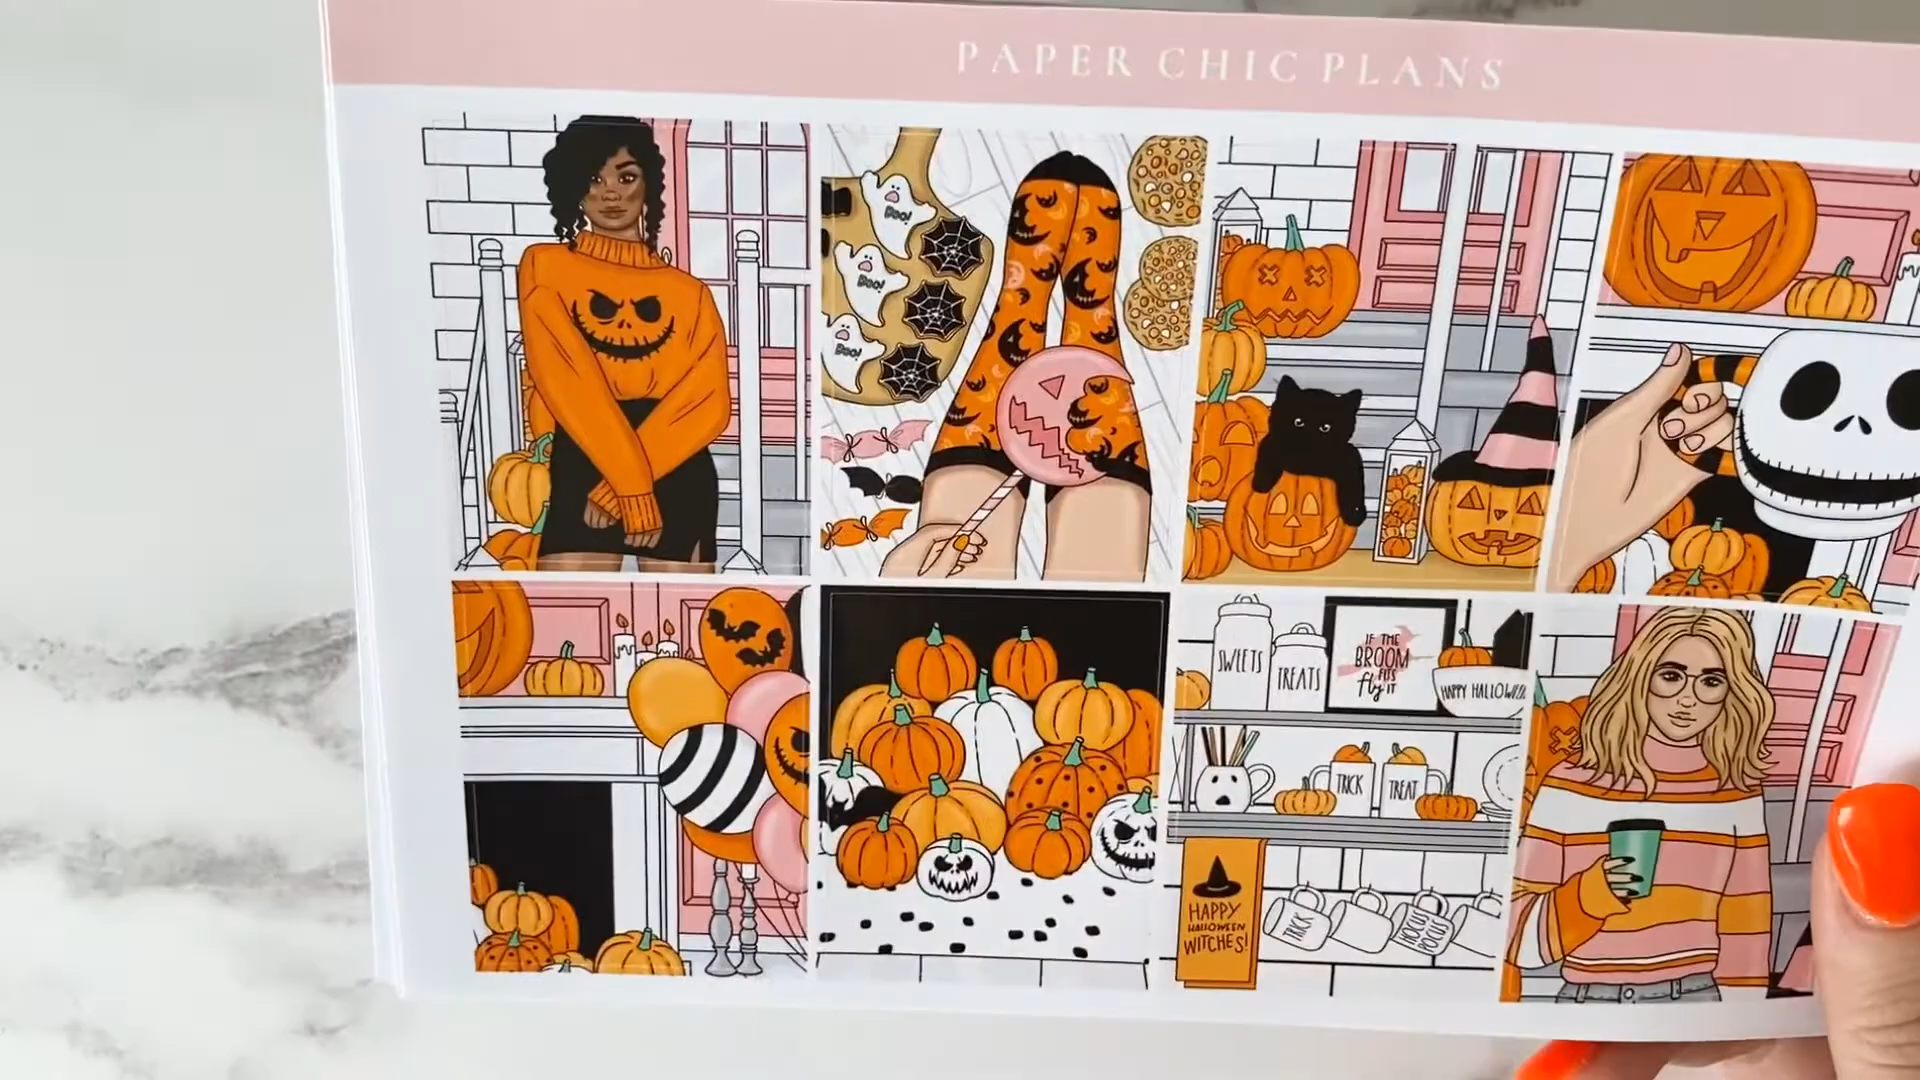 PAPER CHIC PLANS
BOO!
BOO!
BOO!
SWEETS
TREATS
IF THE
BROOM
FITS
fly IT
HAPPY HALLOWEEN
TRICK
TREAT
HAPPY
HALLOWEEN
WITCHES!
TRICK
HOCUS
POCUS